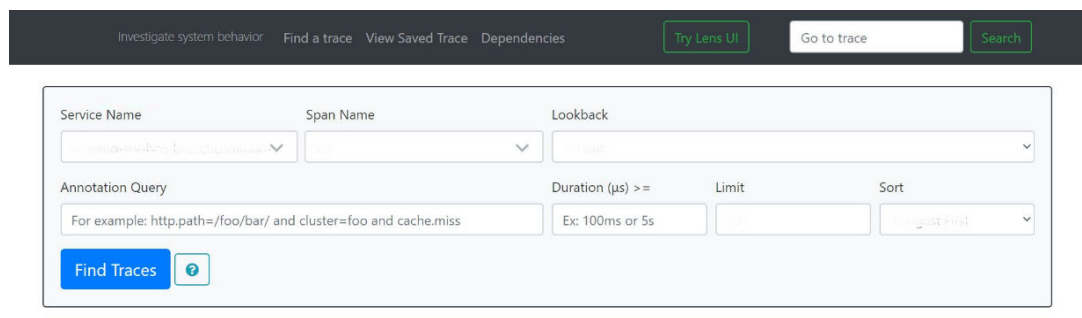 Investigate system behavior Find a trace View Saved Trace Dependencies Try Lens UI Go to trace Search
Service Name Span Name Lookback
Annotation Query Duration (μs) >= Limit Sort
For example: http.path=/foo/bar/ and cluster=foo and cache.miss Ex: 100ms or 5s Longest First
Find Traces